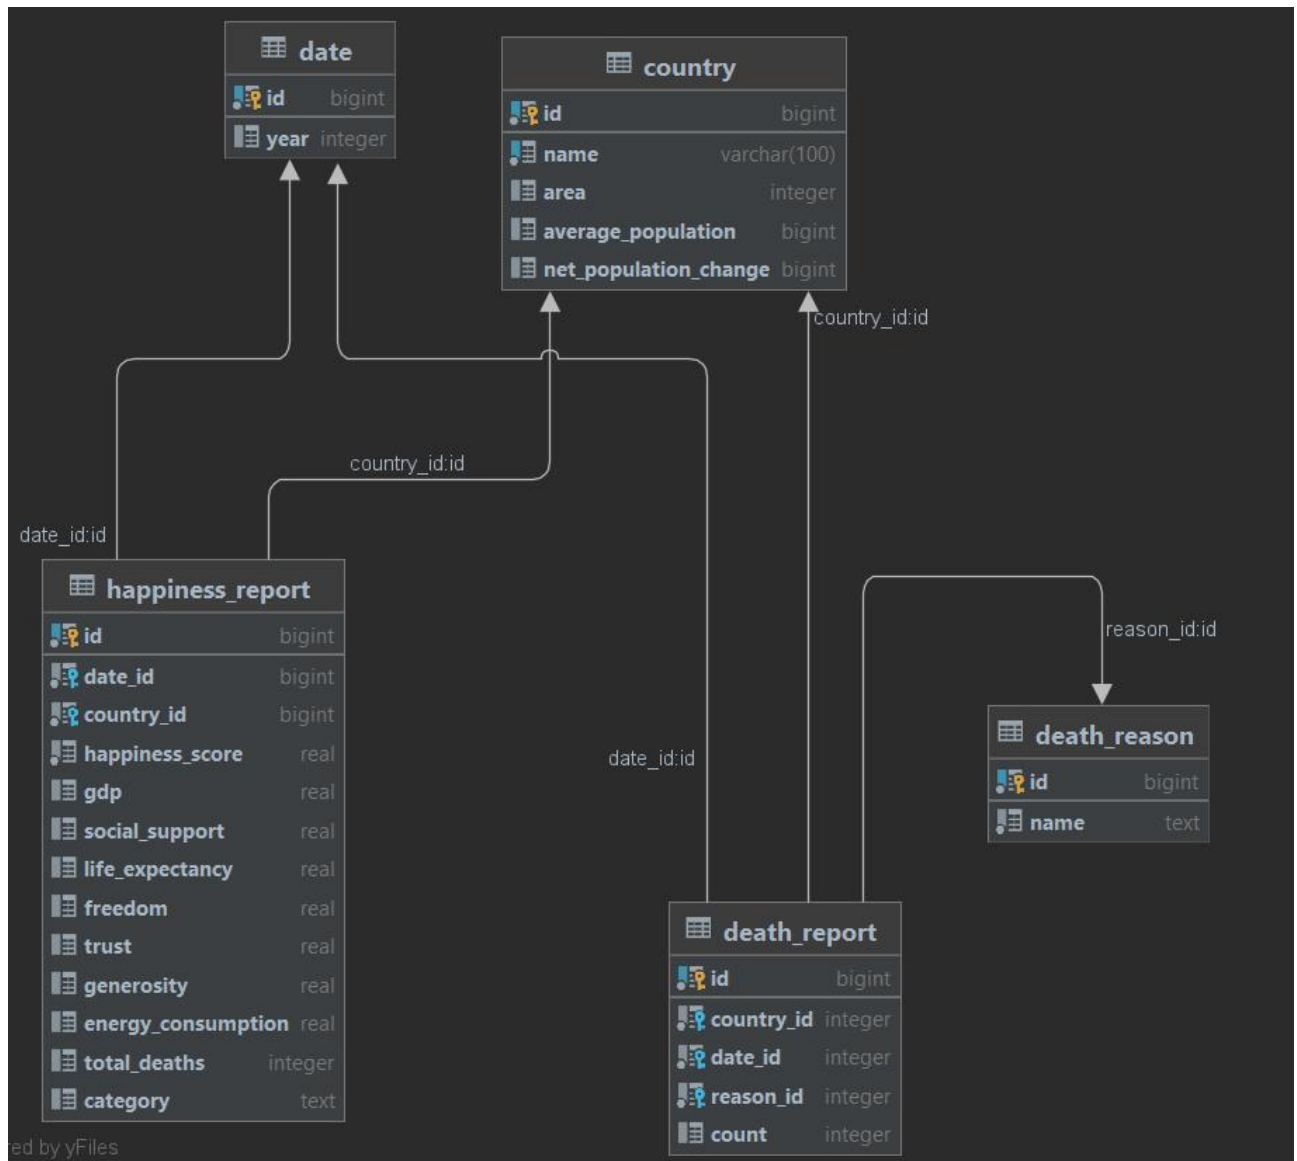 date
id bigint
year integer
country
id bigint
name varchar(100)
area integer
average_population bigint
net_population_change bigint
country_id:id
country_id:id
date_id:id
happiness_report
id bigint
date_id bigint
country_id bigint
happiness_score real
gdp real
social_support real
life_expectancy real
freedom real
trust real
generosity real
energy_consumption real
total_deaths integer
category text
reason_id:id
death_reason
id bigint
name text
date_id:id
death_report
id bigint
country_id integer
date_id integer
reason_id integer
count integer
red by yFiles